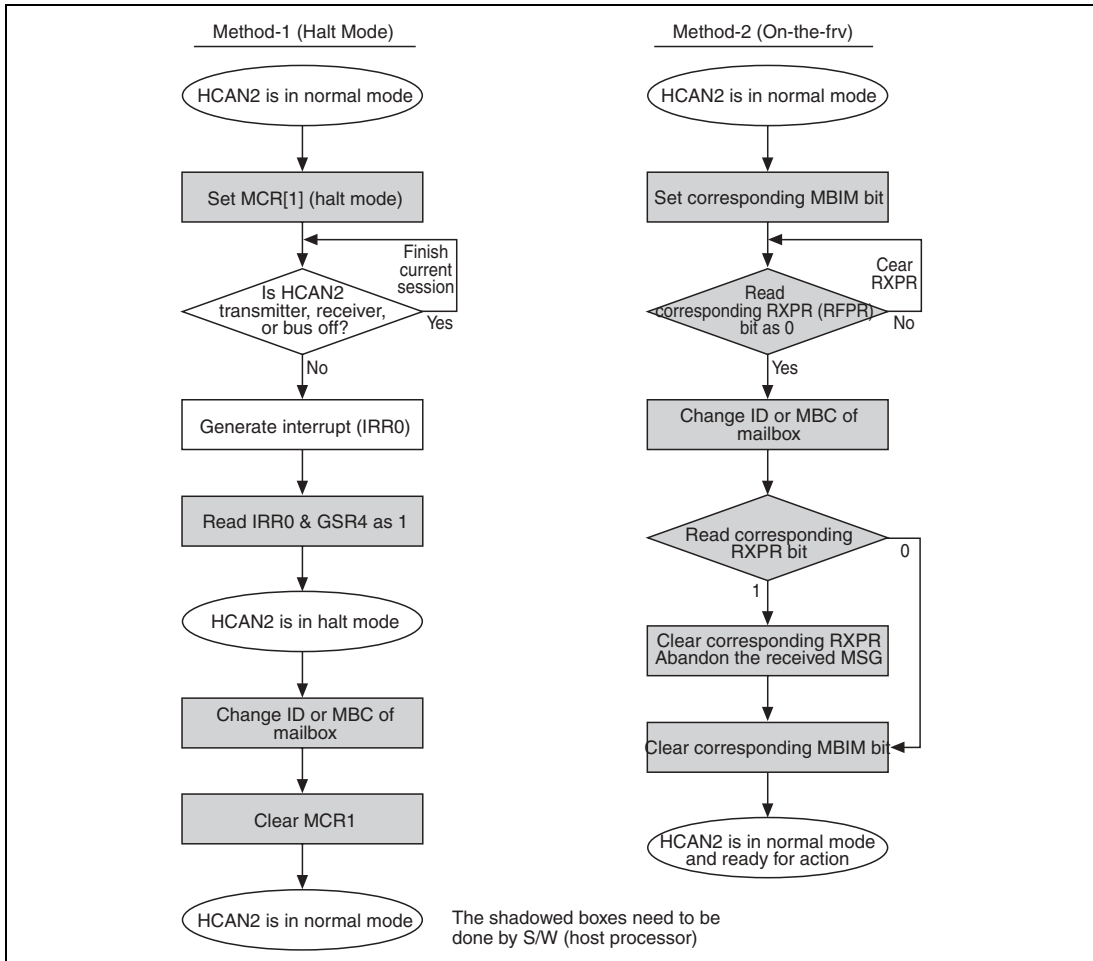 Method-1 (Halt Mode)
HCAN2 is in normal mode
Set MCR[1] (halt mode)
Finish
current
session
Is HCAN2
transmitter, receiver,
or bus off?
Yes
No
Generate interrupt (IRR0)
Read IRR0 & GSR4 as 1
HCAN2 is in halt mode
Change ID or MBC of
mailbox
Clear MCR1
HCAN2 is in normal mode
Method-2 (On-the-frv)
HCAN2 is in normal mode
Set corresponding MBIM bit
Cear
RXPR
Read
corresponding RXPR (RFPR)
bit as 0
No
Yes
Change ID or MBC of
mailbox
Read corresponding
RXPR bit
0
1
Clear corresponding RXPR
Abandon the received MSG
Clear corresponding MBIM bit
HCAN2 is in normal mode
and ready for action
The shadowed boxes need to be
done by S/W (host processor)